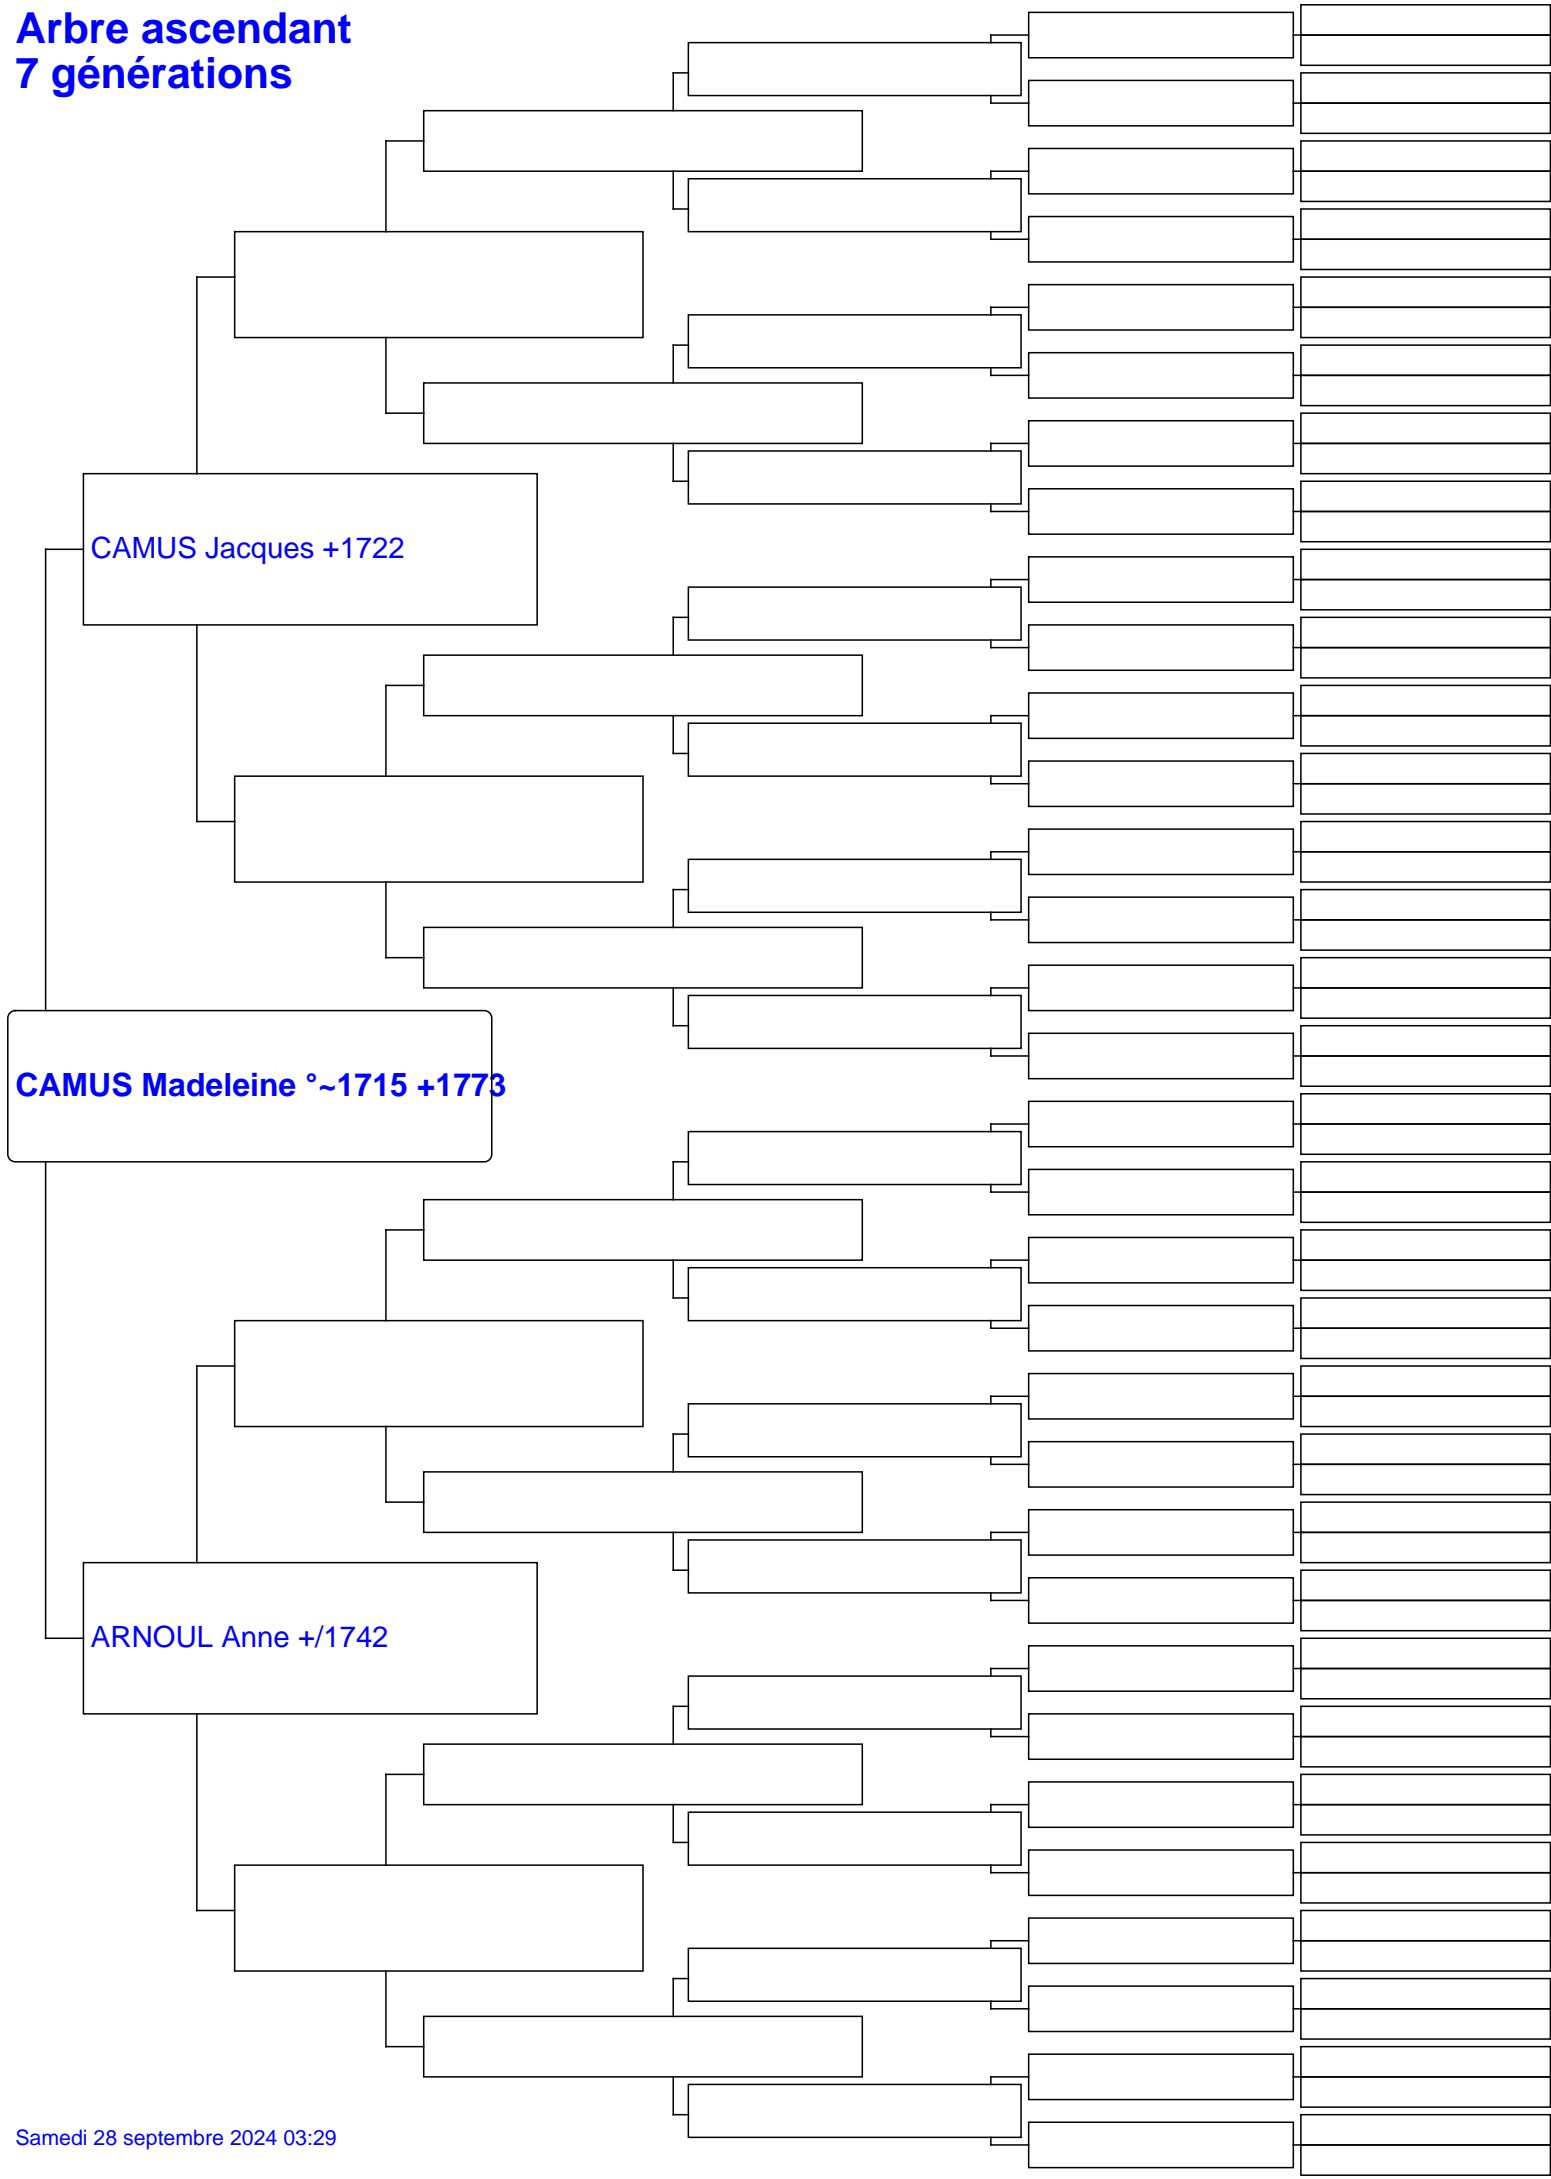 Arbre ascendant
7 générations
CAMUS Jacques +1722
CAMUS Madeleine °~1715 +1773
ARNOUL Anne +/1742
Samedi 28 septembre 2024 03:29